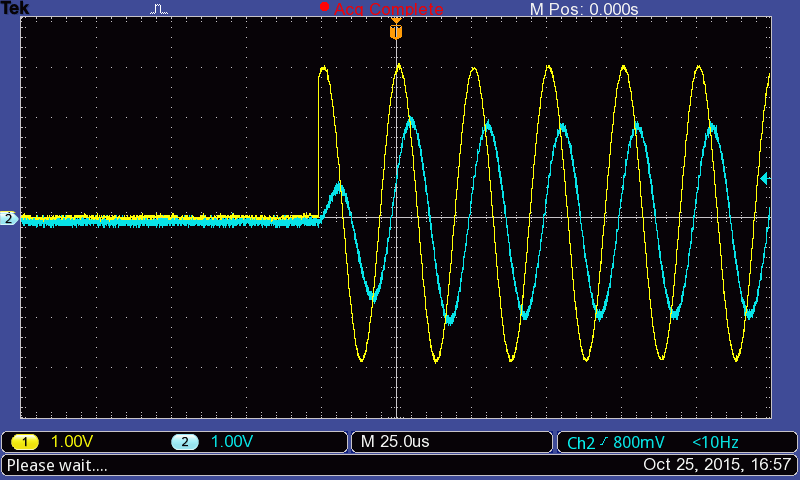 Tek Acq Complete M Pos: 0.000s
T
2
1 1.00V 2 1.00V M 25.0us Ch2 800mV <10Hz
Please wait.... Oct 25, 2015, 16:57